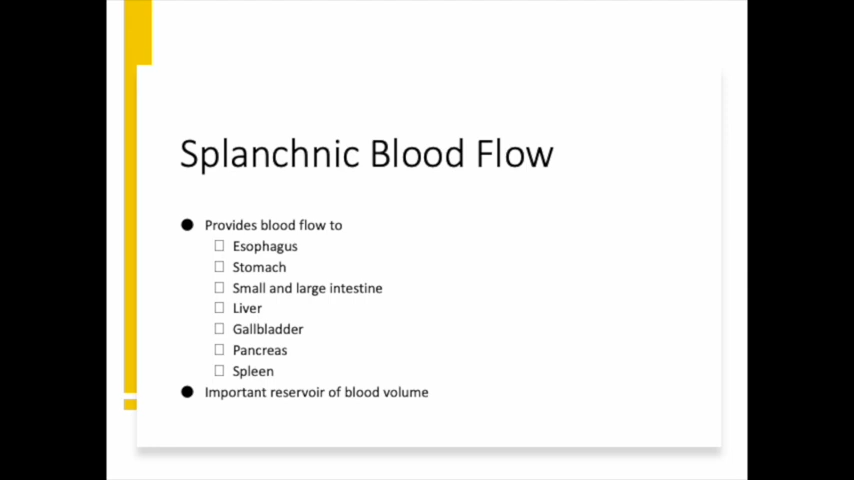 Splanchnic Blood Flow
● Provides blood flow to
□ Esophagus
□ Stomach
□ Small and large intestine
□ Liver
□ Gallbladder
□ Pancreas
□ Spleen
● Important reservoir of blood volume